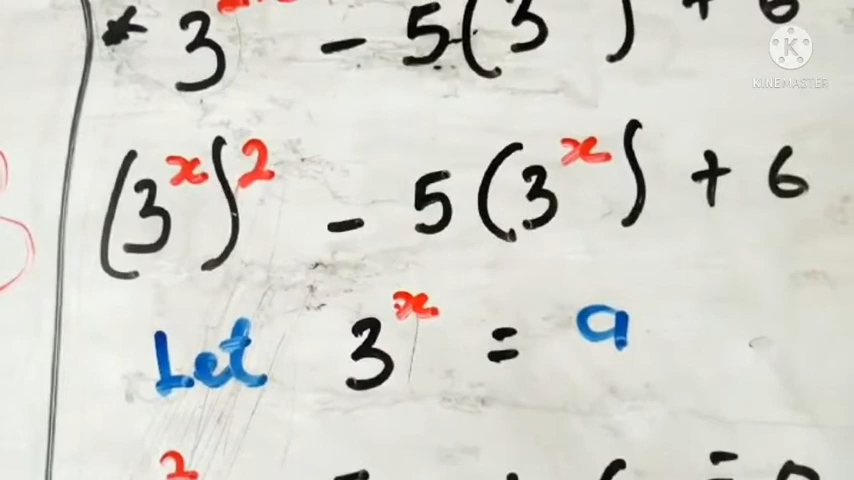 * 3 - 5(3 ) + 6
KINEMASTER
(3^x)^2 - 5(3^x) + 6
Let 3^x = a